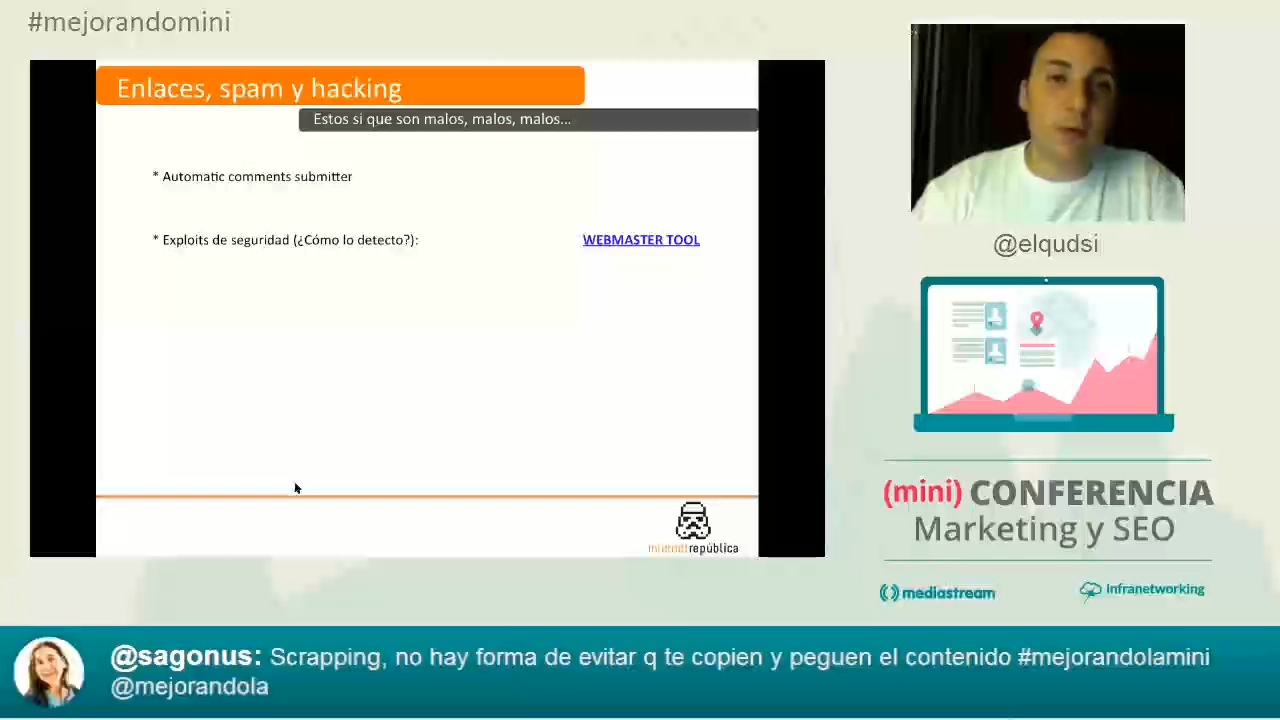 #mejorandomini
Enlaces, spam y hacking
Estos si que son malos, malos, malos...
* Automatic comments submitter
* Exploits de seguridad (¿Cómo lo detecto?):
WEBMASTER TOOL
república
@elqudsi
(mini) CONFERENCIA
Marketing y SEO
mediastream
infranetworking
@sagonus: Scrapping, no hay forma de evitar q te copien y peguen el contenido #mejorandolamini
@mejorandola